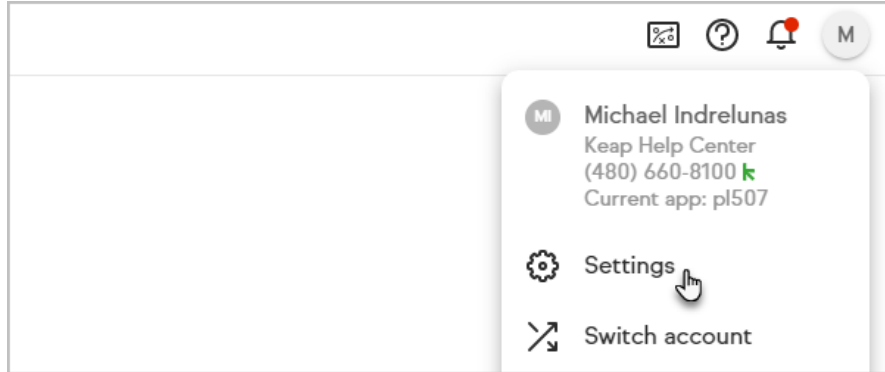 M
MI
Michael Indrelunas
Keap Help Center
(480) 660-8100
Current app: pl507
Settings
Switch account